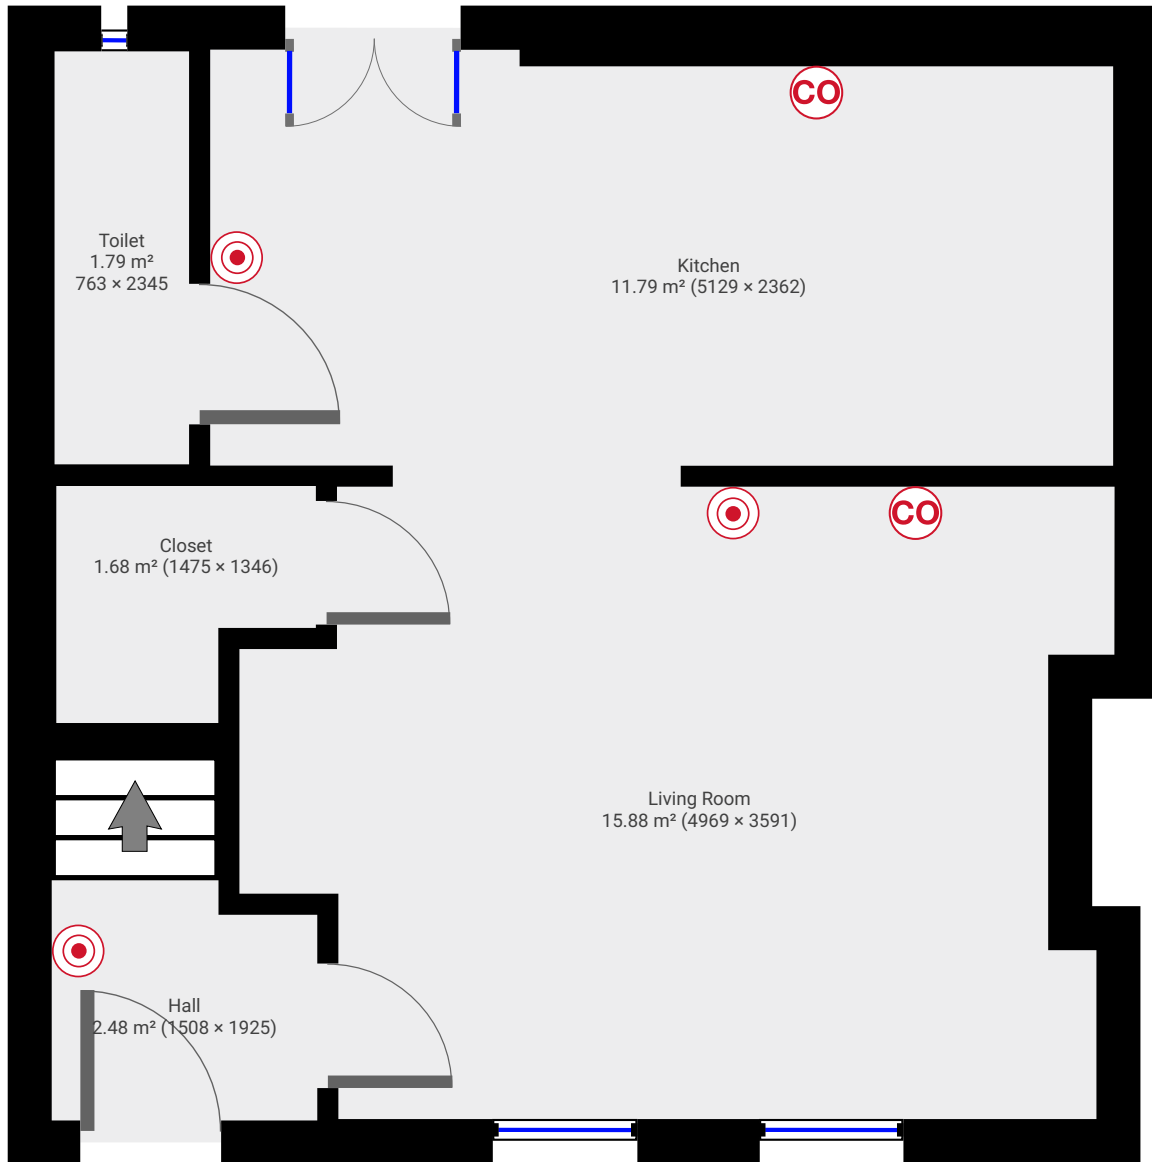 CO
Toilet
1.79 m²
763 × 2345
Kitchen
11.79 m² (5129 × 2362)
CO
Closet
1.68 m² (1475 × 1346)
Living Room
15.88 m² (4969 × 3591)
Hall
2.48 m² (1508 × 1925)